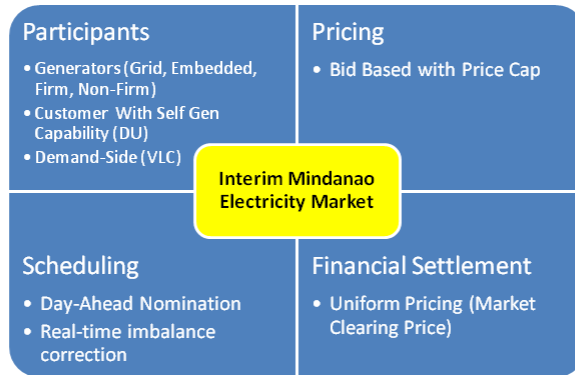 Participants
• Generators (Grid, Embedded,
Firm, Non-Firm)
• Customer With Self Gen
Capability (DU)
• Demand-Side (VLC)
Pricing
• Bid Based with Price Cap
Interim Mindanao
Electricity Market
Scheduling
• Day-Ahead Nomination
• Real-time imbalance
correction
Financial Settlement
• Uniform Pricing (Market
Clearing Price)